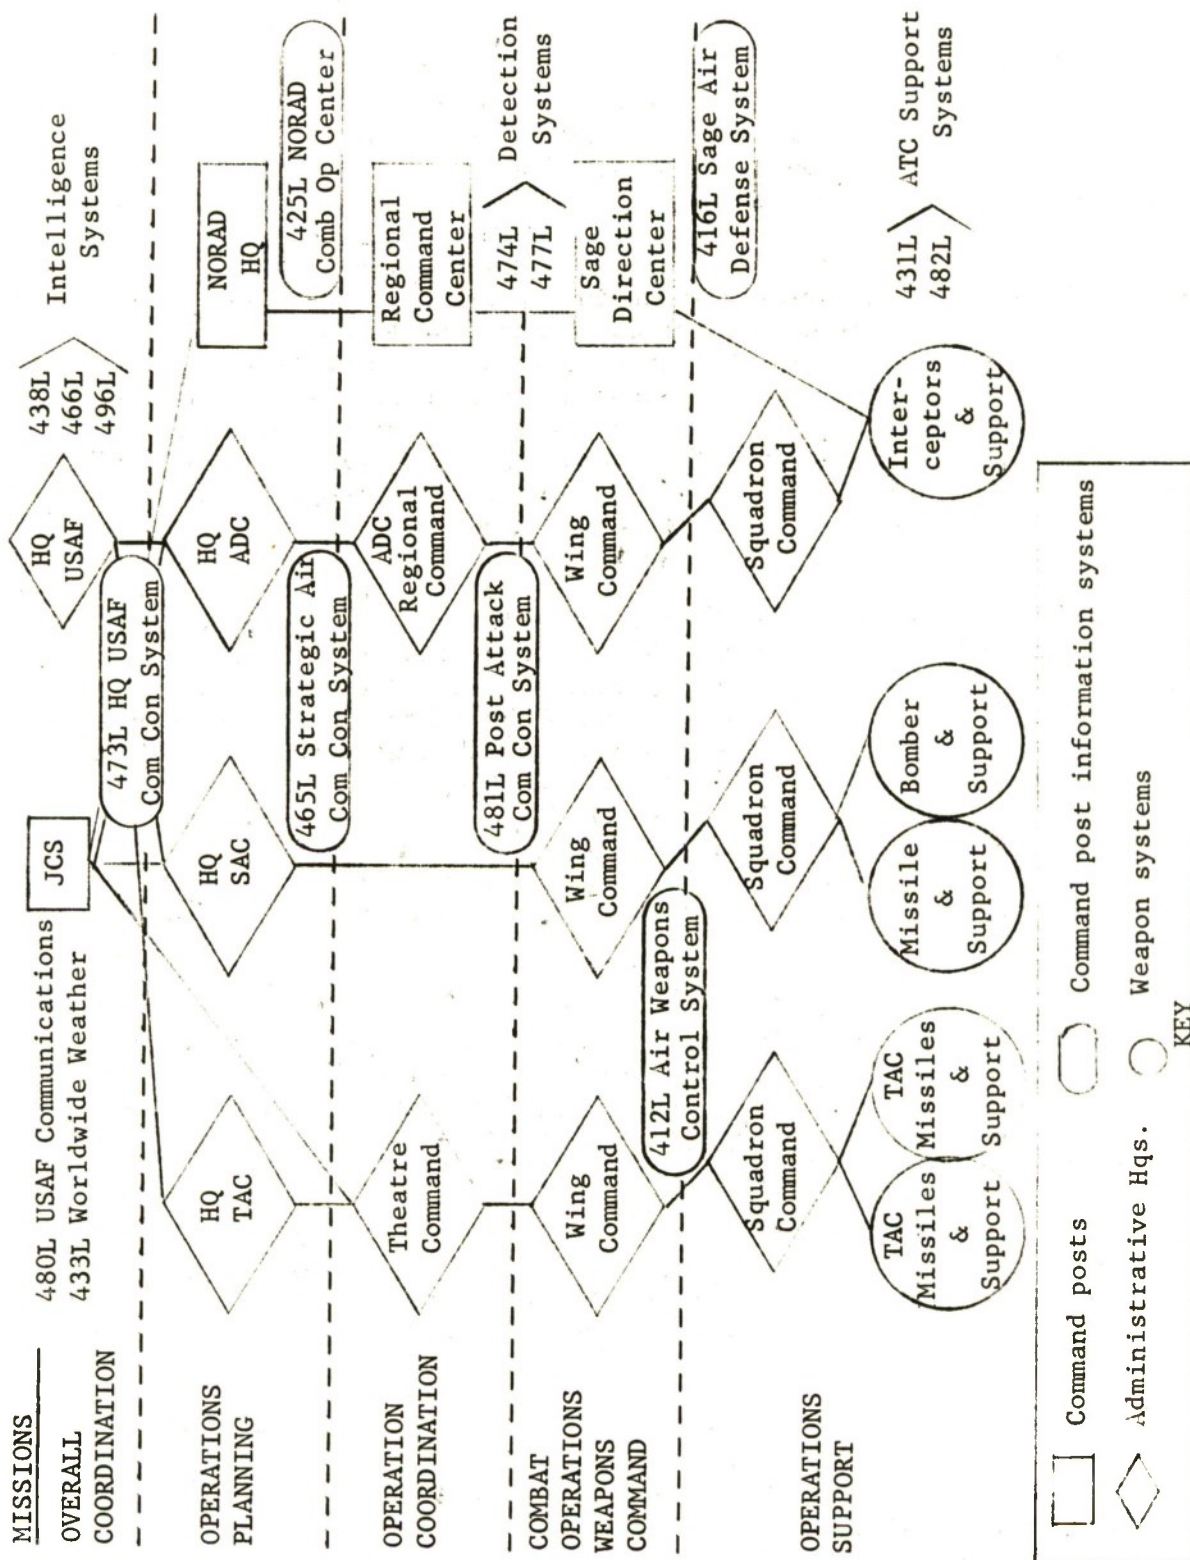 MISSIONS
OVERALL
COORDINATION
480L USAF Communications
433L Worldwide Weather
JCS
HQ
USAF
438L
466L
496L
Intelligence
Systems
473L HQ USAF
Com Con System
OPERATIONS
PLANNING
HQ
TAC
HQ
SAC
HQ
ADC
NORAD
HQ
425L NORAD
Comb Op Center
465L Strategic Air
Com Con System
OPERATION
COORDINATION
Theatre
Command
ADC
Regional
Command
Regional
Command
Center
481L Post Attack
Com Con System
474L
477L
Detection
Systems
COMBAT
OPERATIONS
WEAPONS
COMMAND
Wing
Command
Wing
Command
Wing
Command
Sage
Direction
Center
412L Air Weapons
Control System
416L Sage Air
Defense System
OPERATIONS
SUPPORT
Squadron
Command
Squadron
Command
Squadron
Command
431L
482L
ATC Support
Systems
TAC
Missiles
&
Support
TAC
Missiles
&
Support
Missile
&
Support
Bomber
&
Support
Inter-
ceptors
&
Support
Command posts
Command post information systems
Administrative Hqs.
Weapon systems
KEY